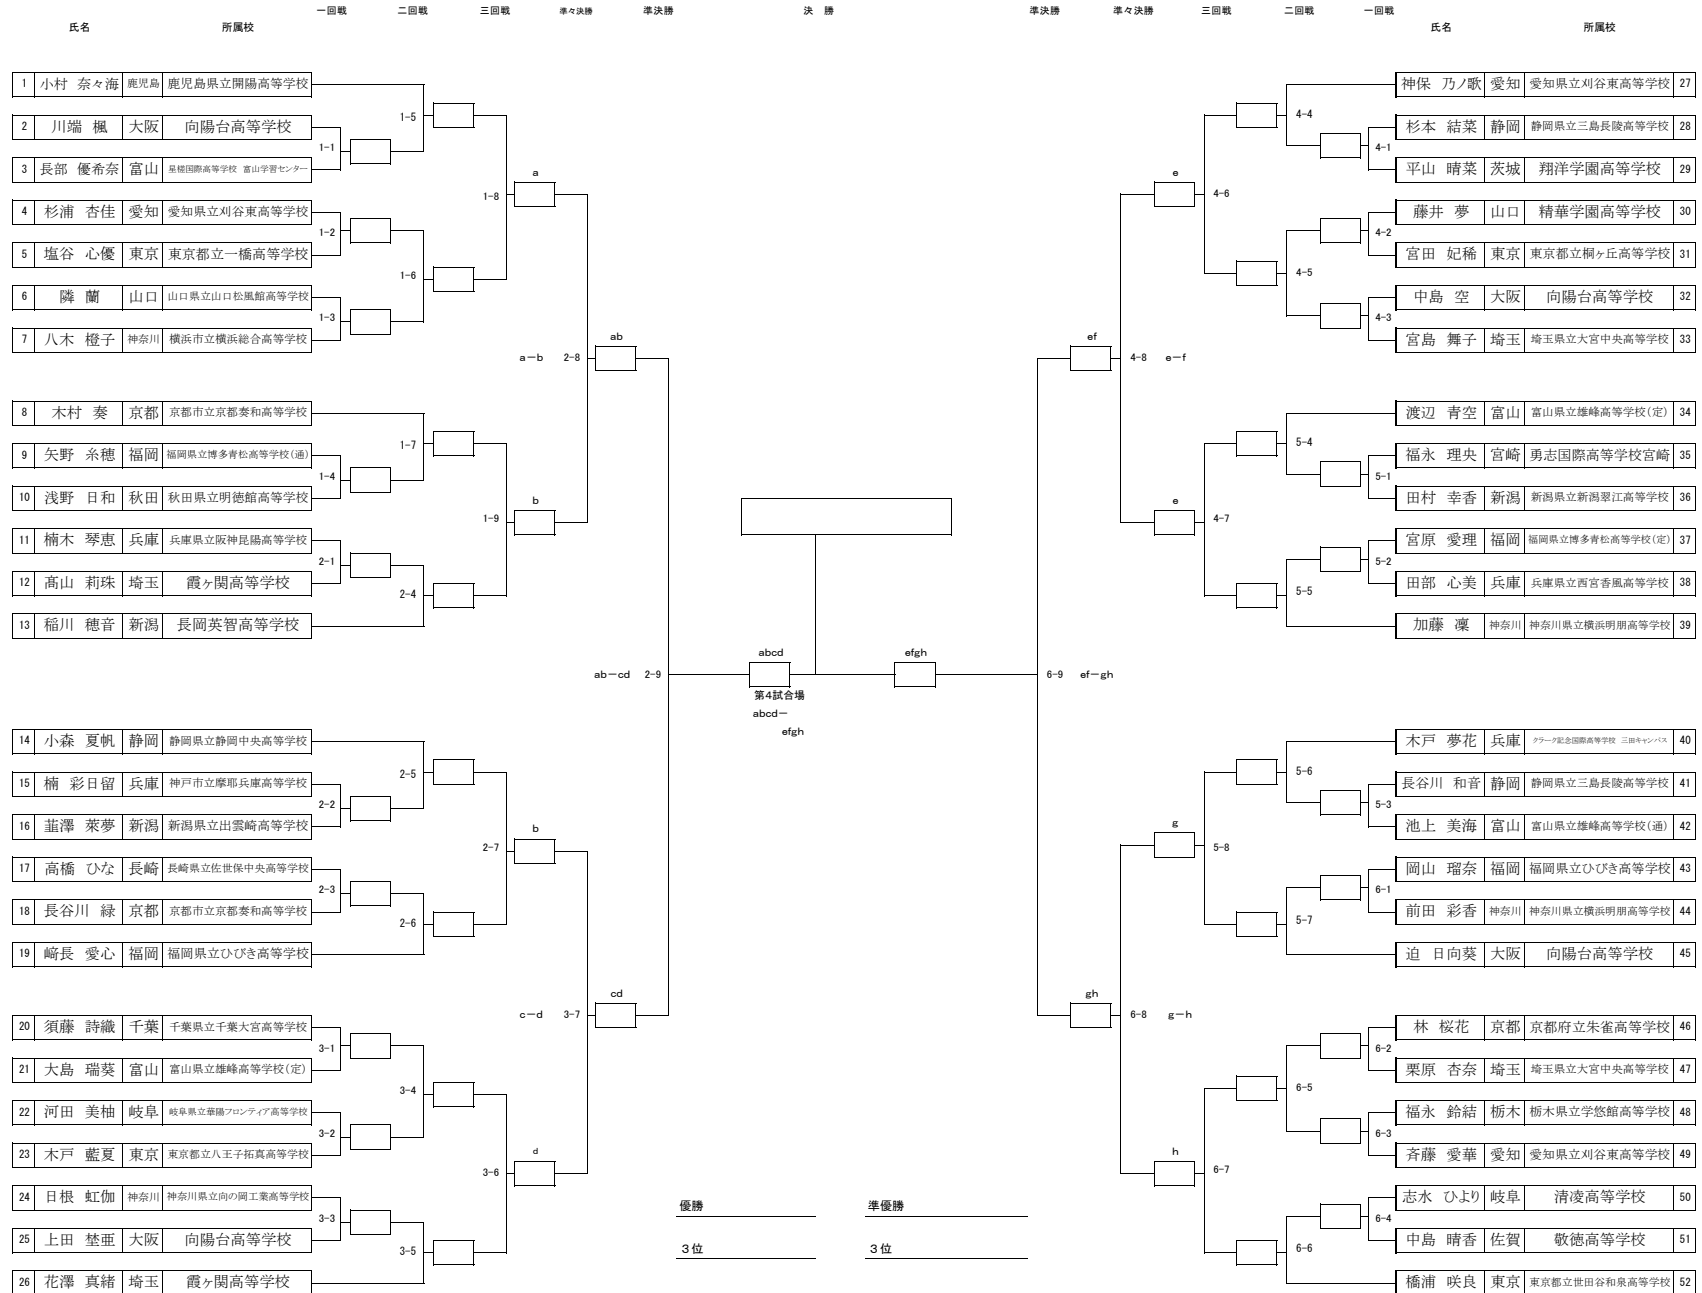 一回戦 二回戦 三回戦 準々決勝 準決勝 決 勝 準決勝 準々決勝 三回戦 二回戦 一回戦
氏名 所属校 氏名 所属校
1 小村 奈々海 鹿児島 鹿児島県立開陽高等学校
2 川端 楓 大阪 向陽台高等学校
3 長部 優希奈 富山 星槎国際高等学校 富山学習センター
4 杉浦 杏佳 愛知 愛知県立刈谷東高等学校
5 塩谷 心優 東京 東京都立一橋高等学校
6 隣 蘭 山口 山口県立山口松風館高等学校
7 八木 橙子 神奈川 横浜市立横浜総合高等学校
8 木村 奏 京都 京都市立京都奏和高等学校
9 矢野 糸穂 福岡 福岡県立博多青松高等学校(通)
10 浅野 日和 秋田 秋田県立明徳館高等学校
11 楠木 琴恵 兵庫 兵庫県立阪神昆陽高等学校
12 髙山 莉珠 埼玉 霞ヶ関高等学校
13 稲川 穂音 新潟 長岡英智高等学校
14 小森 夏帆 静岡 静岡県立静岡中央高等学校
15 楠 彩日留 兵庫 神戸市立摩耶兵庫高等学校
16 韮澤 萊夢 新潟 新潟県立出雲崎高等学校
17 高橋 ひな 長崎 長崎県立佐世保中央高等学校
18 長谷川 緑 京都 京都市立京都奏和高等学校
19 﨑長 愛心 福岡 福岡県立ひびき高等学校
20 須藤 詩織 千葉 千葉県立千葉大宮高等学校
21 大島 瑞葵 富山 富山県立雄峰高等学校(定)
22 河田 美柚 岐阜 岐阜県立華陽フロンティア高等学校
23 木戸 藍夏 東京 東京都立八王子拓真高等学校
24 日根 虹伽 神奈川 神奈川県立向の岡工業高等学校
25 上田 埜亜 大阪 向陽台高等学校
26 花澤 真緒 埼玉 霞ヶ関高等学校
1-1
1-2
1-3
1-4
2-1
2-2
2-3
3-1
3-2
3-3
1-5
1-6
1-7
2-4
2-5
2-6
3-4
3-5
1-8
1-9
2-7
3-6
a
b
b
d
a－b 2-8
c－d 3-7
ab
cd
ab－cd 2-9
abcd
第4試合場
abcd－
efgh
efgh
6-9 ef－gh
ef
gh
4-8 e－f
6-8 g－h
e
e
g
h
4-6
4-7
5-8
6-7
4-4
4-5
5-4
5-5
5-6
5-7
6-5
6-6
4-1
4-2
4-3
5-1
5-2
5-3
6-1
6-2
6-3
6-4
神保 乃ノ歌 愛知 愛知県立刈谷東高等学校 27
杉本 結菜 静岡 静岡県立三島長陵高等学校 28
平山 晴菜 茨城 翔洋学園高等学校 29
藤井 夢 山口 精華学園高等学校 30
宮田 妃稀 東京 東京都立桐ヶ丘高等学校 31
中島 空 大阪 向陽台高等学校 32
宮島 舞子 埼玉 埼玉県立大宮中央高等学校 33
渡辺 青空 富山 富山県立雄峰高等学校(定) 34
福永 理央 宮崎 勇志国際高等学校宮崎 35
田村 幸香 新潟 新潟県立新潟翠江高等学校 36
宮原 愛理 福岡 福岡県立博多青松高等学校(定) 37
田部 心美 兵庫 兵庫県立西宮香風高等学校 38
加藤 凜 神奈川 神奈川県立横浜明朋高等学校 39
木戸 夢花 兵庫 クラーク記念国際高等学校 三田キャンパス 40
長谷川 和音 静岡 静岡県立三島長陵高等学校 41
池上 美海 富山 富山県立雄峰高等学校(通) 42
岡山 瑠奈 福岡 福岡県立ひびき高等学校 43
前田 彩香 神奈川 神奈川県立横浜明朋高等学校 44
迫 日向葵 大阪 向陽台高等学校 45
林 桜花 京都 京都府立朱雀高等学校 46
栗原 杏奈 埼玉 埼玉県立大宮中央高等学校 47
福永 鈴結 栃木 栃木県立学悠館高等学校 48
斉藤 愛華 愛知 愛知県立刈谷東高等学校 49
志水 ひより 岐阜 清凌高等学校 50
中島 晴香 佐賀 敬徳高等学校 51
橋浦 咲良 東京 東京都立世田谷和泉高等学校 52
優勝 準優勝
３位 ３位